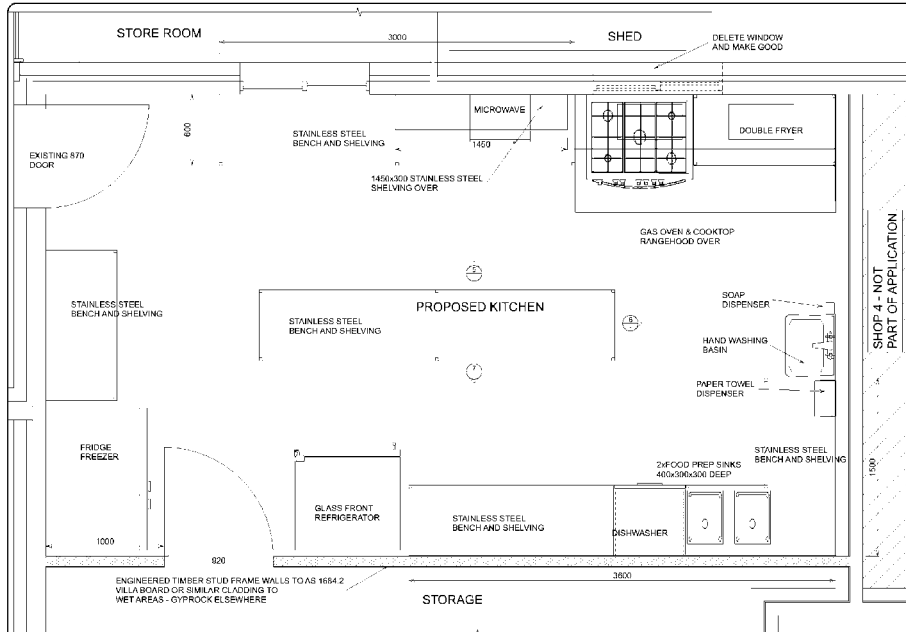 STORE ROOM
3000
SHED
DELETE WINDOW
AND MAKE GOOD
600
MICROWAVE
STAINLESS STEEL
BENCH AND SHELVING
1450
DOUBLE FRYER
EXISTING 870
DOOR
1450x300 STAINLESS STEEL
SHELVING OVER
GAS OVEN & COOKTOP
RANGEHOOD OVER
SHOP 4 - NOT
PART OF APPLICATION
STAINLESS STEEL
BENCH AND SHELVING
PROPOSED KITCHEN
STAINLESS STEEL
BENCH AND SHELVING
6
SOAP
DISPENSER
HAND WASHING
BASIN
PAPER TOWEL
DISPENSER
FRIDGE
FREEZER
STAINLESS STEEL
BENCH AND SHELVING
1500
2xFOOD PREP SINKS
400x300x300 DEEP
GLASS FRONT
REFRIGERATOR
STAINLESS STEEL
BENCH AND SHELVING
DISHWASHER
1000
920
3600
ENGINEERED TIMBER STUD FRAME WALLS TO AS 1684.2
VILLA BOARD OR SIMILAR CLADDING TO
WET AREAS - GYPROCK ELSEWHERE
STORAGE